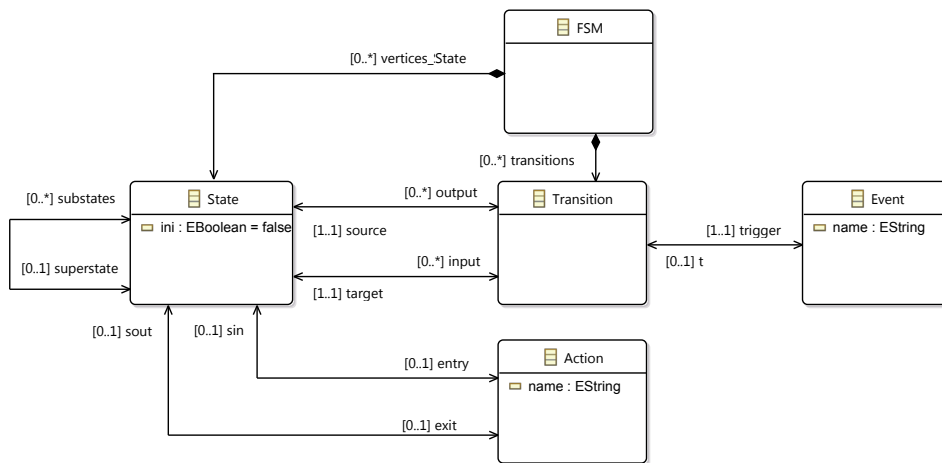 FSM
[0..*] vertices_State
[0..*] transitions
State
ini : EBoolean = false
[0..*] substates
[0..1] superstate
[0..*] output
[1..1] source
[0..*] input
[1..1] target
Transition
Event
name : EString
[1..1] trigger
[0..1] t
[0..1] sout
[0..1] sin
[0..1] entry
[0..1] exit
Action
name : EString